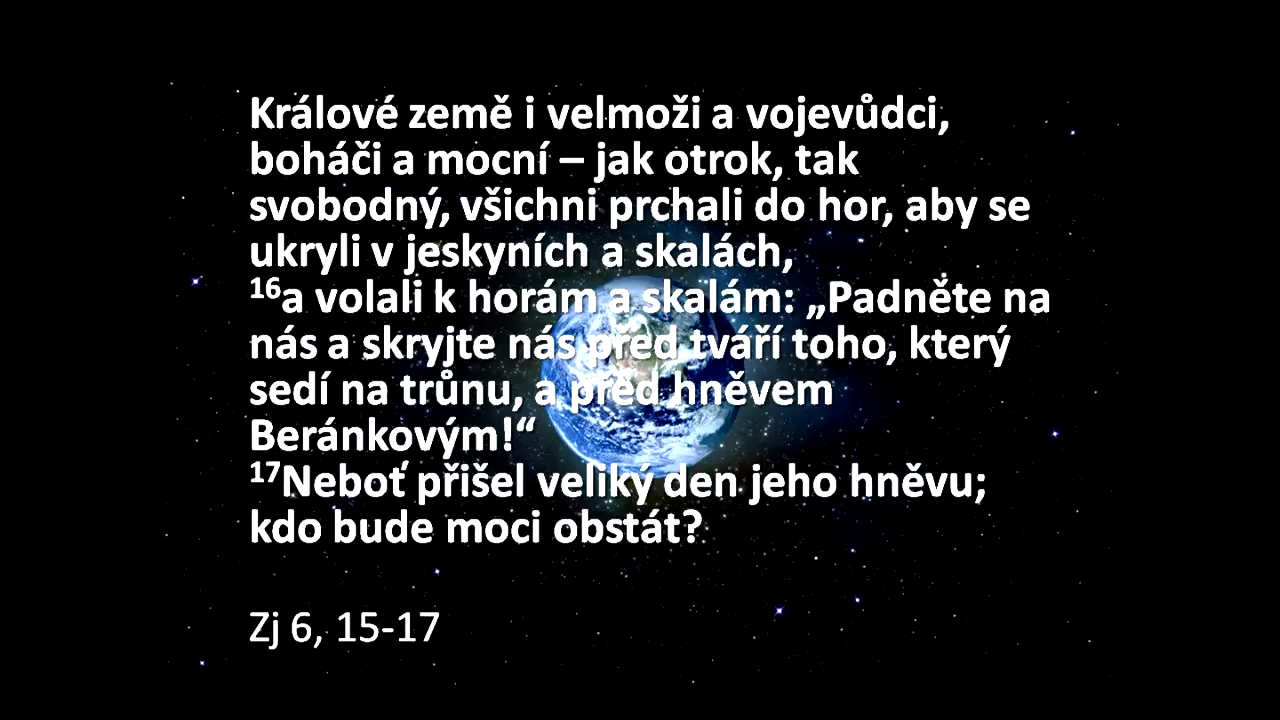 Králové země i velmoži a vojevůdci,
boháči a mocní – jak otrok, tak
svobodný, všichni prchali do hor, aby se
ukryli v jeskyních a skalách,
¹⁶a volali k horám a skalám: „Padněte na
nás a skryjte nás před tváří toho, který
sedí na trůnu, a před hněvem
Beránkovým!“
¹⁷Neboť přišel veliký den jeho hněvu;
kdo bude moci obstát?
Zj 6, 15-17